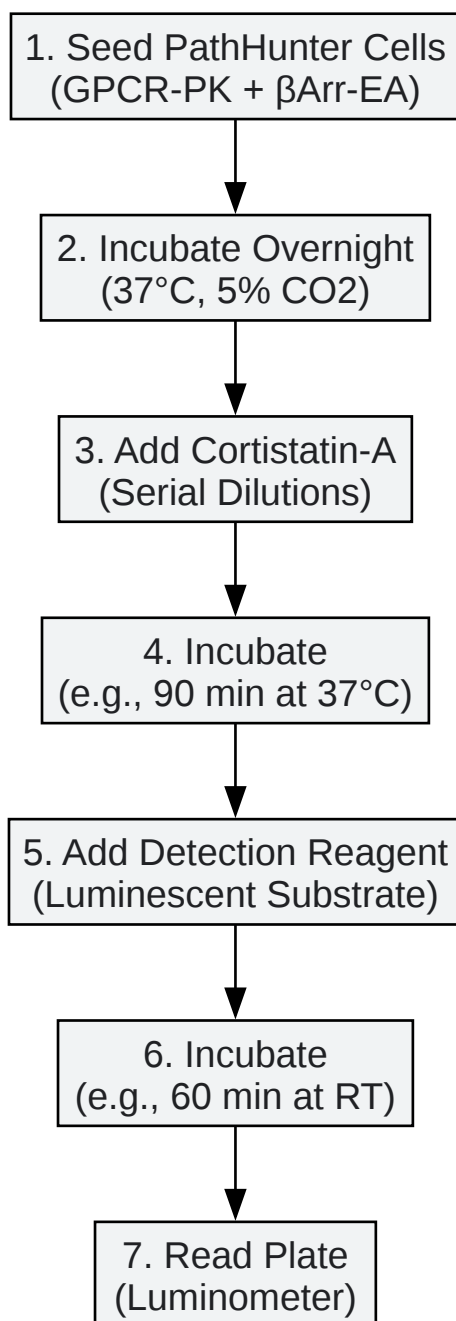 1. Seed PathHunter Cells
(GPCR-PK + βArr-EA)
2. Incubate Overnight
(37°C, 5% CO2)
3. Add Cortistatin-A
(Serial Dilutions)
4. Incubate
(e.g., 90 min at 37°C)
5. Add Detection Reagent
(Luminescent Substrate)
6. Incubate
(e.g., 60 min at RT)
7. Read Plate
(Luminometer)